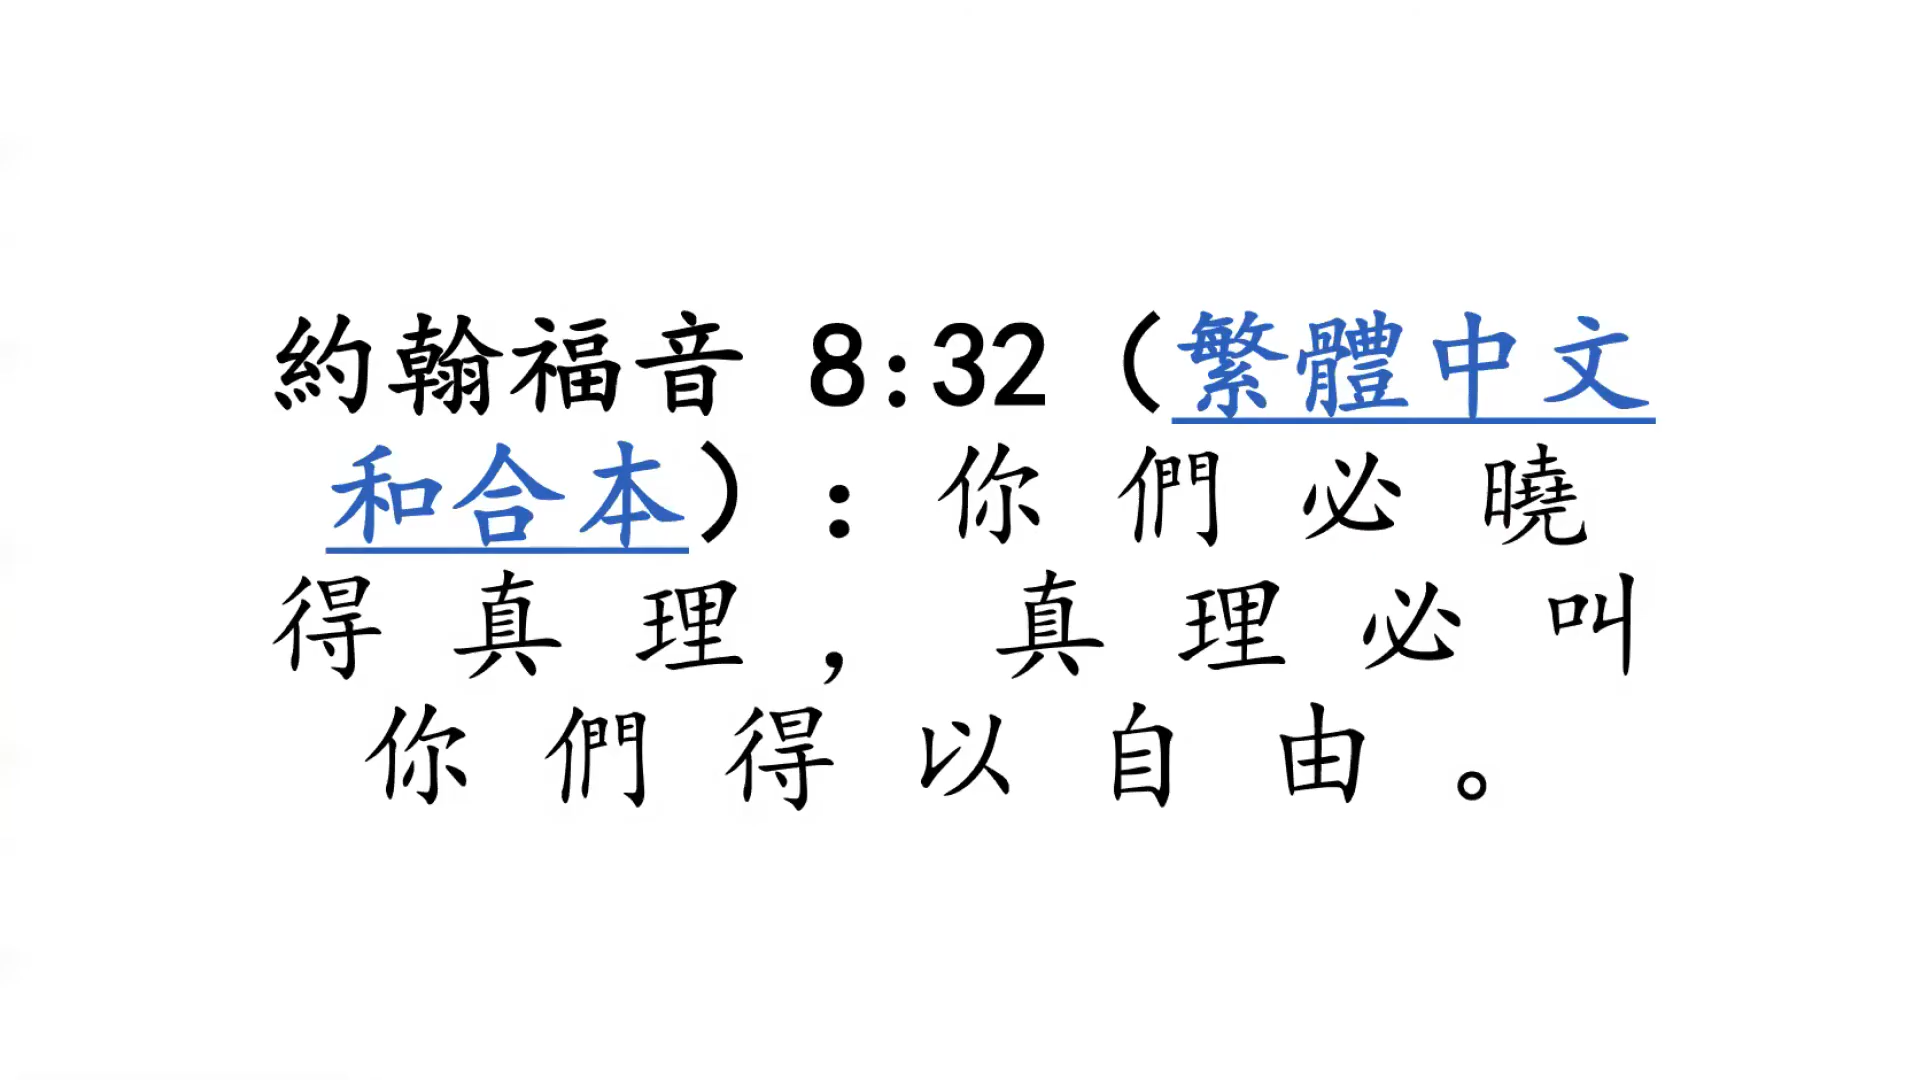 約翰福音 8:32（繁體中文
和合本）：你 們 必 曉
得 真 理 ， 真 理 必 叫
你 們 得 以 自 由 。